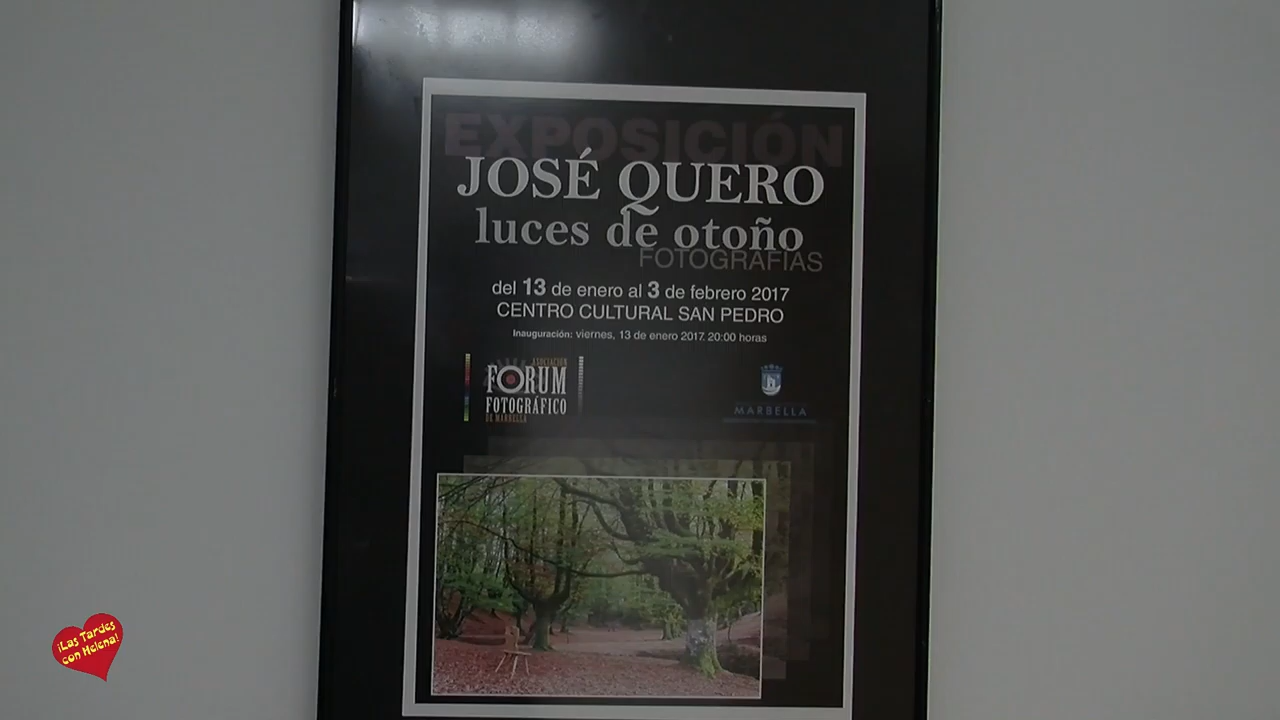 EXPOSICIÓN
JOSÉ QUERO
luces de otoño
FOTOGRAFÍAS
del 13 de enero al 3 de febrero 2017
CENTRO CULTURAL SAN PEDRO
Inauguración: viernes, 13 de enero 2017. 20:00 horas
ASOCIACIÓN
FORUM
FOTOGRÁFICO
DE MARBELLA
MARBELLA
¡Las Tardes
con Helena!